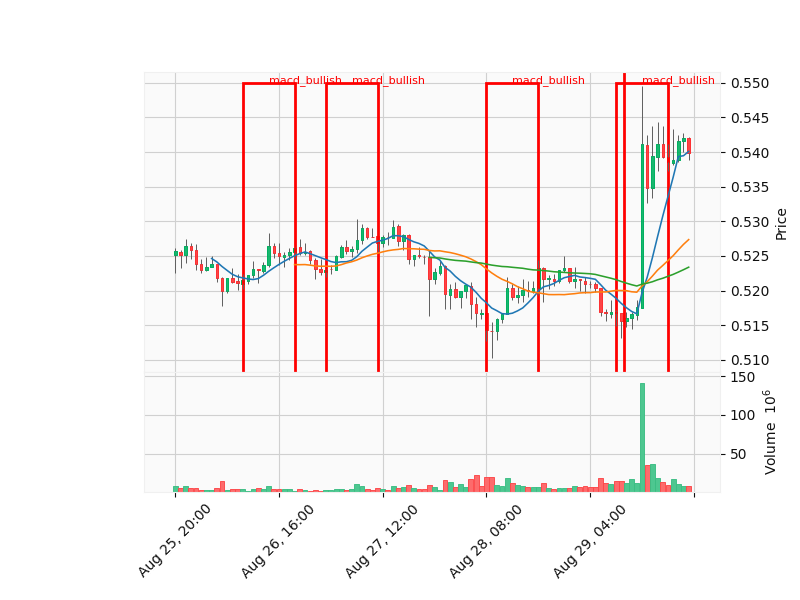 macd_bullish macd_bullish macd_bullish macd_bullish
0.550
0.545
0.540
0.535
0.530
0.525
0.520
0.515
0.510
Price
150
100
50
Volume 10^6
Aug 25, 20:00
Aug 26, 16:00
Aug 27, 12:00
Aug 28, 08:00
Aug 29, 04:00